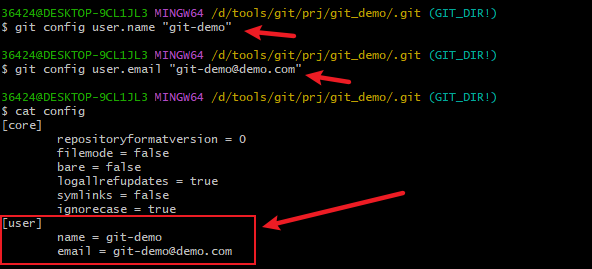 36424@DESKTOP-9CL1JL3 MINGW64 /d/tools/git/prj/git_demo/.git (GIT_DIR!)
$ git config user.name "git-demo"
36424@DESKTOP-9CL1JL3 MINGW64 /d/tools/git/prj/git_demo/.git (GIT_DIR!)
$ git config user.email "git-demo@demo.com"
36424@DESKTOP-9CL1JL3 MINGW64 /d/tools/git/prj/git_demo/.git (GIT_DIR!)
$ cat config
[core]
repositoryformatversion = 0
filemode = false
bare = false
logallrefupdates = true
symlinks = false
ignorecase = true
[user]
name = git-demo
email = git-demo@demo.com